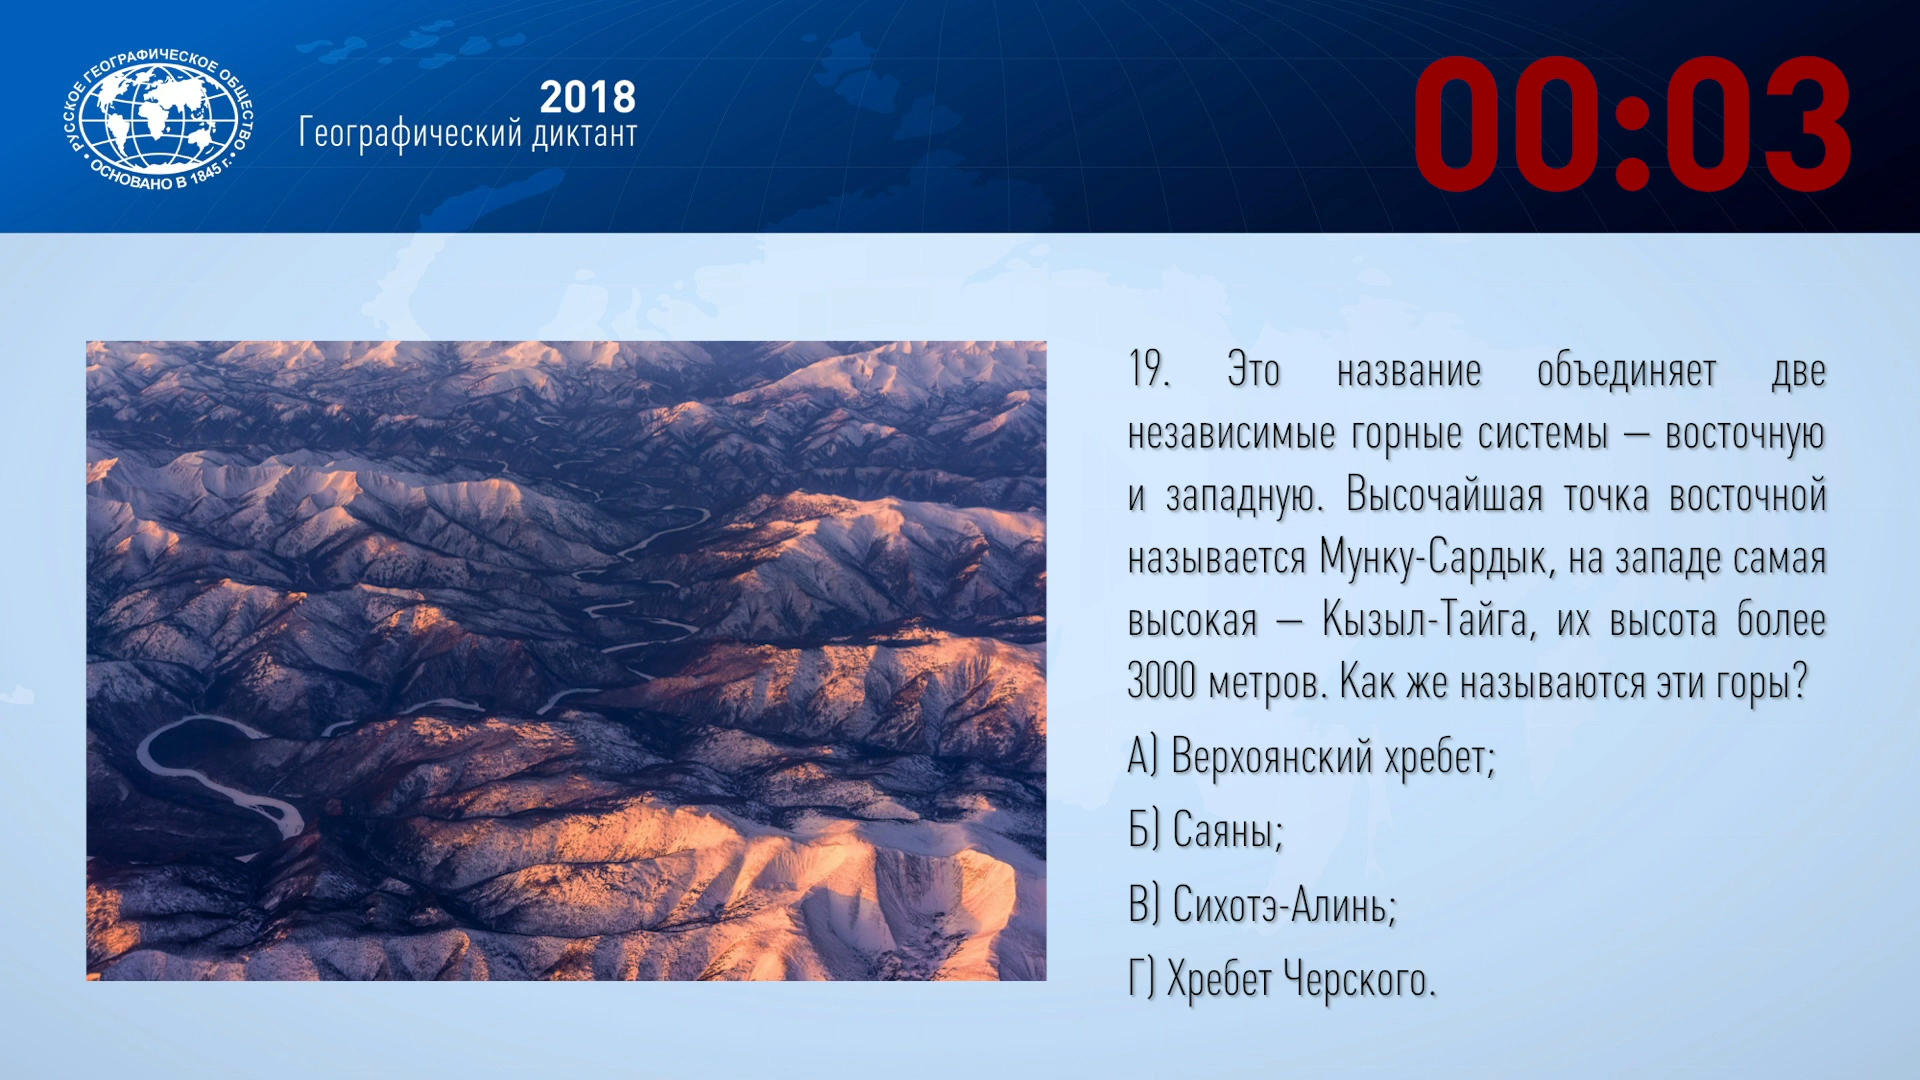 РУССКОЕ ГЕОГРАФИЧЕСКОЕ ОБЩЕСТВО
• ОСНОВАНО В 1845 г. •
2018
Географический диктант
00:03
19. Это название объединяет две
независимые горные системы – восточную
и западную. Высочайшая точка восточной
называется Мунку-Сардык, на западе самая
высокая – Кызыл-Тайга, их высота более
3000 метров. Как же называются эти горы?
А) Верхоянский хребет;
Б) Саяны;
В) Сихотэ-Алинь;
Г) Хребет Черского.